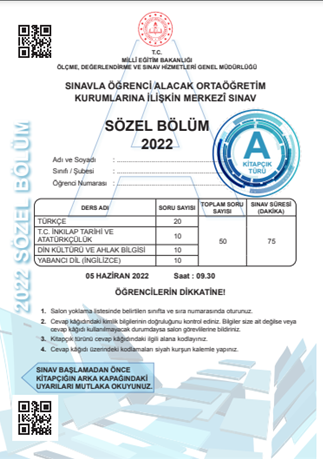 T.C.
MİLLÎ EĞİTİM BAKANLIĞI
ÖLÇME, DEĞERLENDİRME VE SINAV HİZMETLERİ GENEL MÜDÜRLÜĞÜ
SINAVLA ÖĞRENCİ ALACAK ORTAÖĞRETİM
KURUMLARINA İLİŞKİN MERKEZÎ SINAV
SÖZEL BÖLÜM
2022
A
KİTAPÇIK
TÜRÜ
Adı ve Soyadı :
Sınıfı / Şubesi :
Öğrenci Numarası :
DERS ADI SORU SAYISI TOPLAM SORU SAYISI SINAV SÜRESİ (DAKİKA)
TÜRKÇE 20
T.C. İNKILAP TARİHİ VE ATATÜRKÇÜLÜK 10
DİN KÜLTÜRÜ VE AHLAK BİLGİSİ 10
YABANCI DİL (İNGİLİZCE) 10
50 75
05 HAZİRAN 2022 Saat : 09.30
ÖĞRENCİLERİN DİKKATİNE!
1. Salon yoklama listesinde belirtilen sınıfta ve sıra numarasında oturunuz.
2. Cevap kâğıdındaki kimlik bilgilerinin doğruluğunu kontrol ediniz. Bilgiler size ait değilse veya
cevap kâğıdı kullanılmayacak durumdaysa salon görevlilerine bildiriniz.
3. Kitapçık türünü cevap kâğıdındaki ilgili alana kodlayınız.
4. Cevap kâğıdı üzerindeki kodlamaları siyah kurşun kalemle yapınız.
SINAV BAŞLAMADAN ÖNCE
KİTAPÇIĞIN ARKA KAPAĞINDAKİ
UYARILARI MUTLAKA OKUYUNUZ.
2022 SÖZEL BÖLÜM